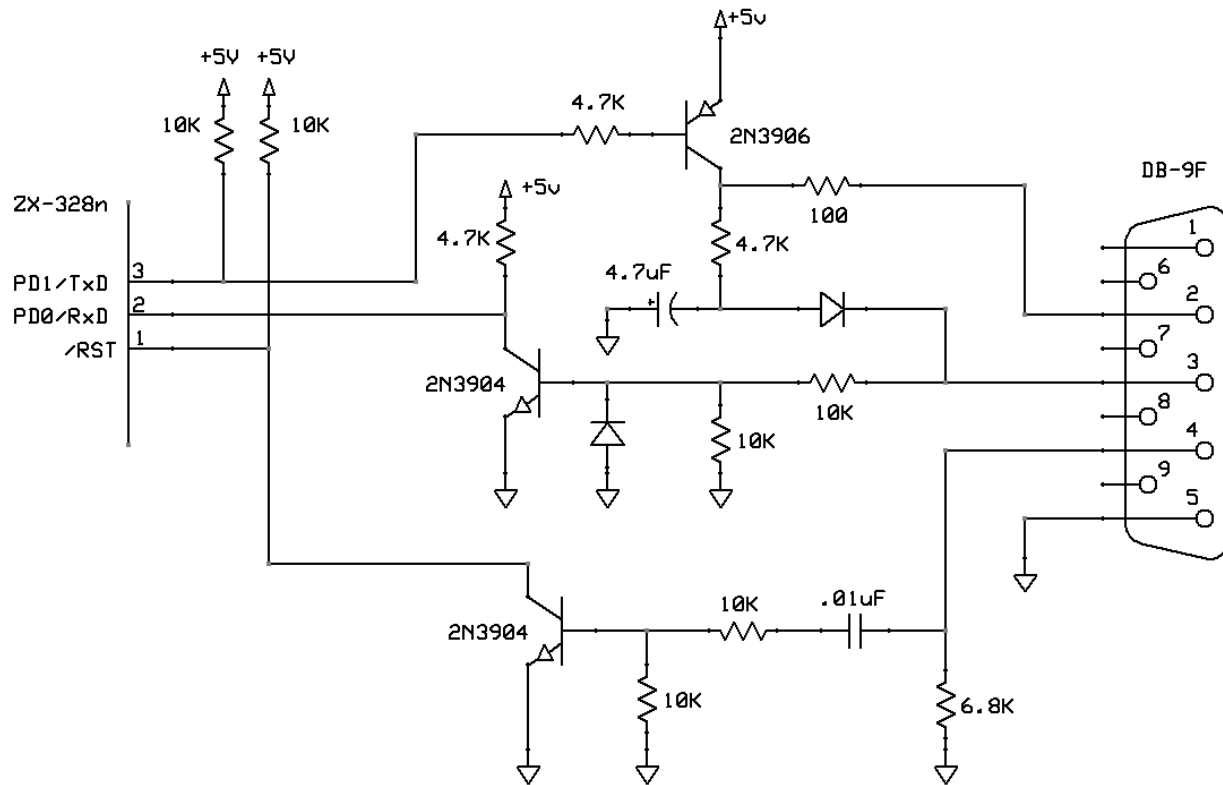 +5v
+5V +5V
4.7K
10K
10K
2N3906
DB-9F
+5v
ZX-328n
100
1
4.7K
4.7K
6
PD1/TxD
3
4.7uF
2
PD0/RxD
2
+
7
/RST
1
3
2N3904
10K
8
10K
4
9
5
10K
.01uF
2N3904
10K
6.8K